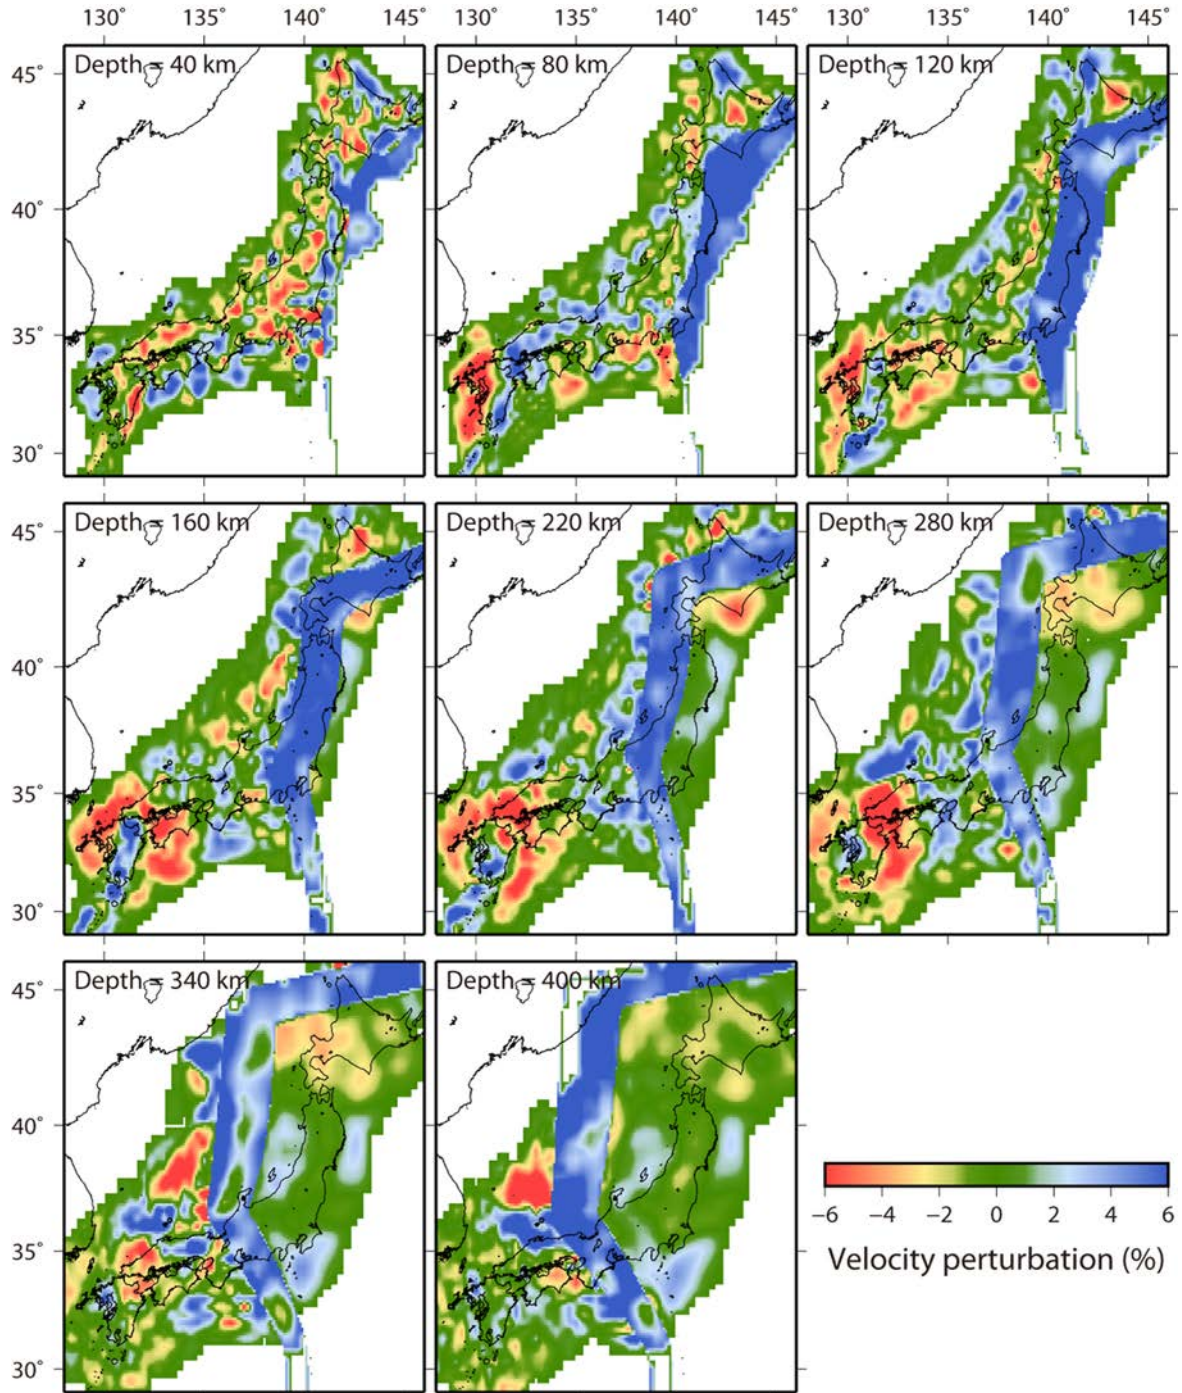 130˚ 135˚ 140˚ 145˚ 130˚ 135˚ 140˚ 145˚ 130˚ 135˚ 140˚ 145˚
45˚ Depth = 40 km Depth = 80 km Depth = 120 km
40˚
35˚
30˚
45˚ Depth = 160 km Depth = 220 km Depth = 280 km
40˚
35˚
30˚
45˚ Depth = 340 km Depth = 400 km
40˚
35˚
30˚
−6 −4 −2 0 2 4 6
Velocity perturbation (%)